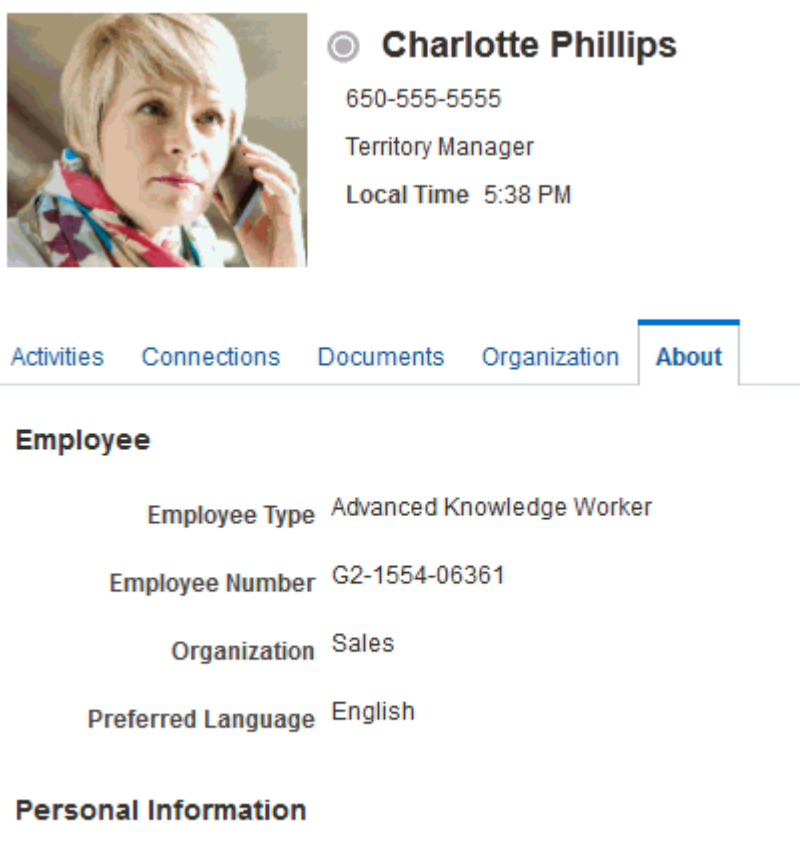 Charlotte Phillips
650-555-5555
Territory Manager
Local Time 5:38 PM
Activities Connections Documents Organization About
Employee
Employee Type Advanced Knowledge Worker
Employee Number G2-1554-06361
Organization Sales
Preferred Language English
Personal Information